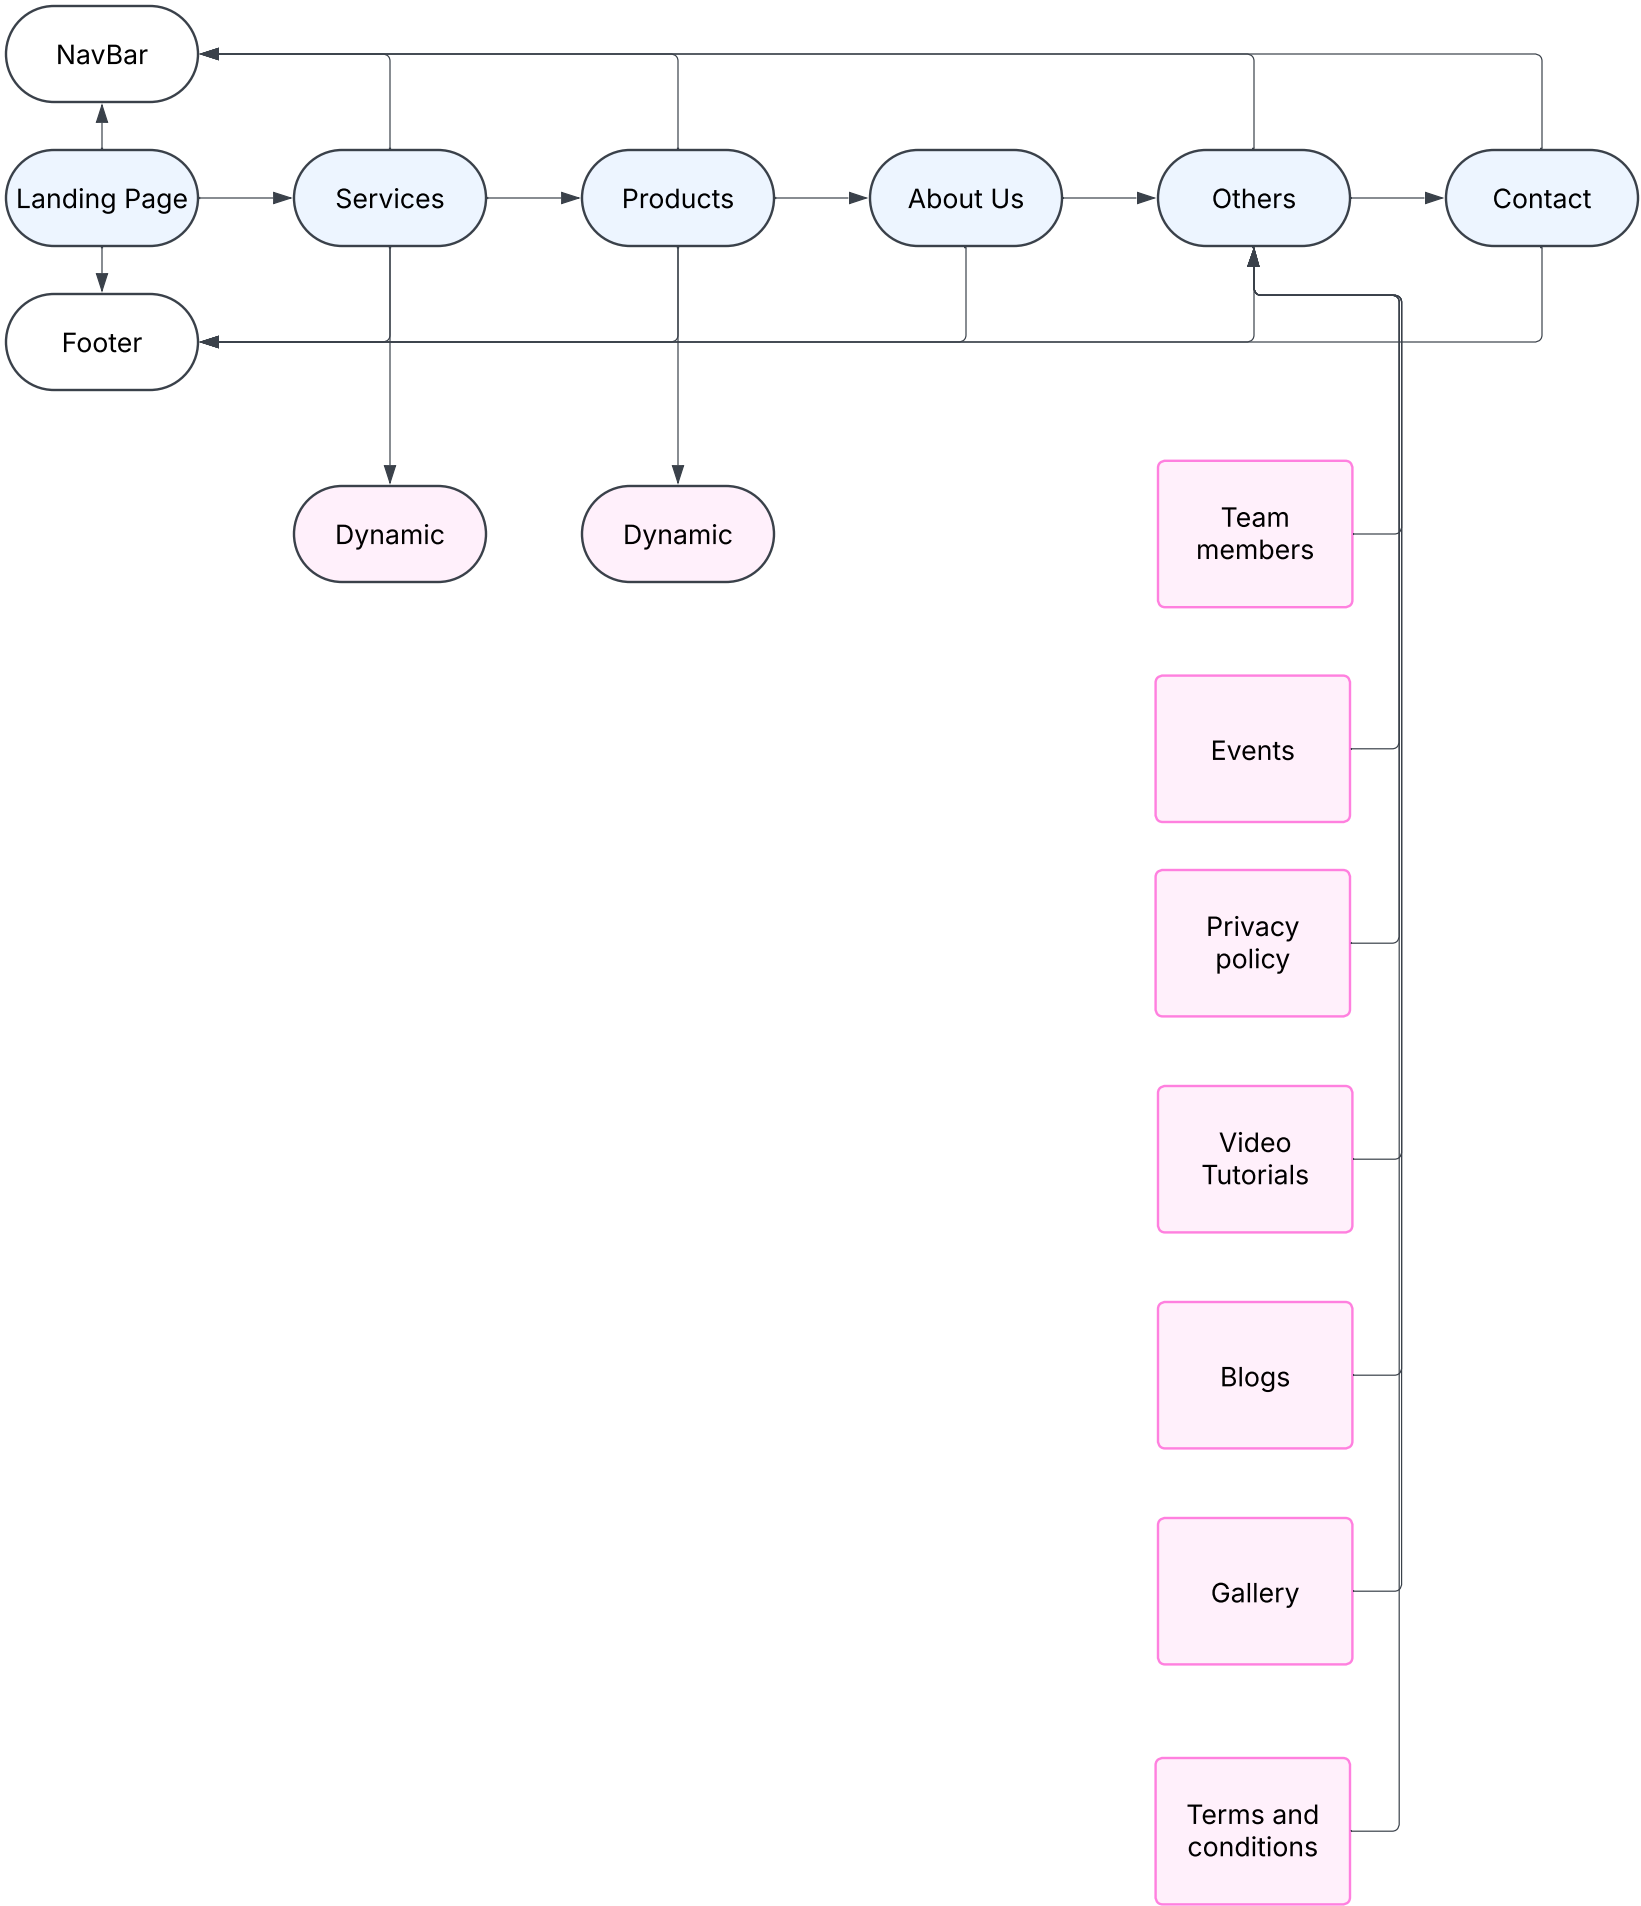 NavBar
Landing Page
Services
Products
About Us
Others
Contact
Footer
Dynamic
Dynamic
Team
members
Events
Privacy
policy
Video
Tutorials
Blogs
Gallery
Terms and
conditions